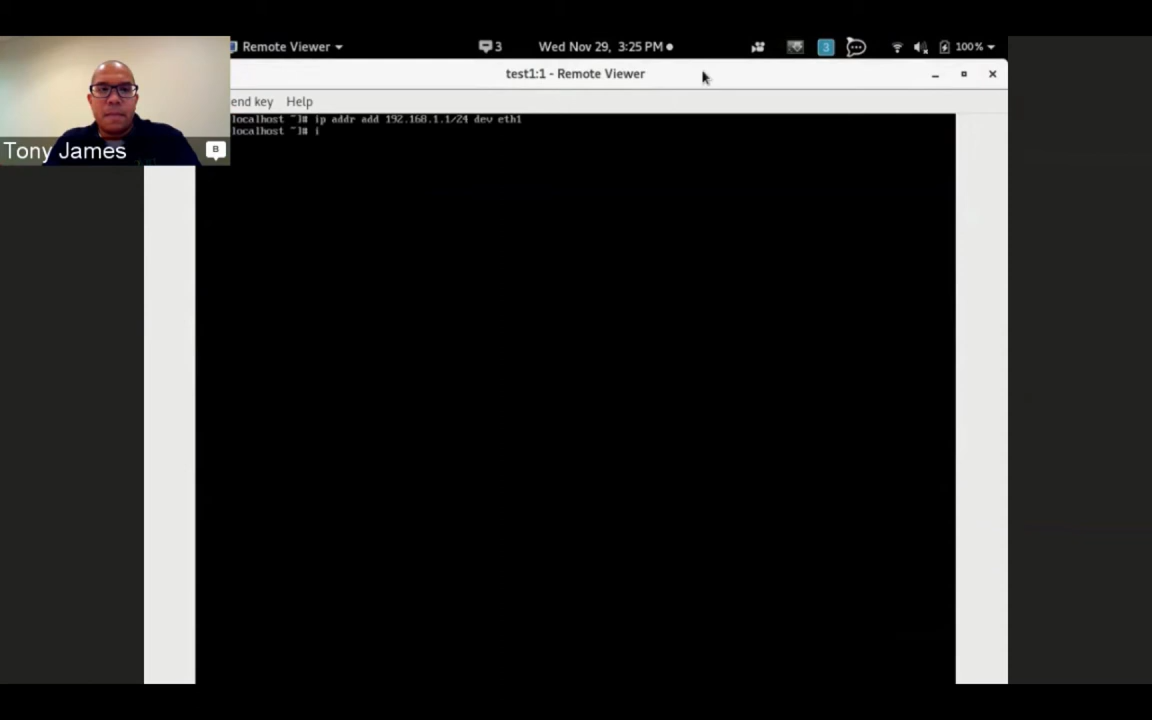 Remote Viewer
3
Wed Nov 29, 3:25 PM
3
100%
test1:1 - Remote Viewer
end key Help
localhost ~]# ip addr add 192.168.1.1/24 dev eth1
localhost ~]# i
Tony James
B